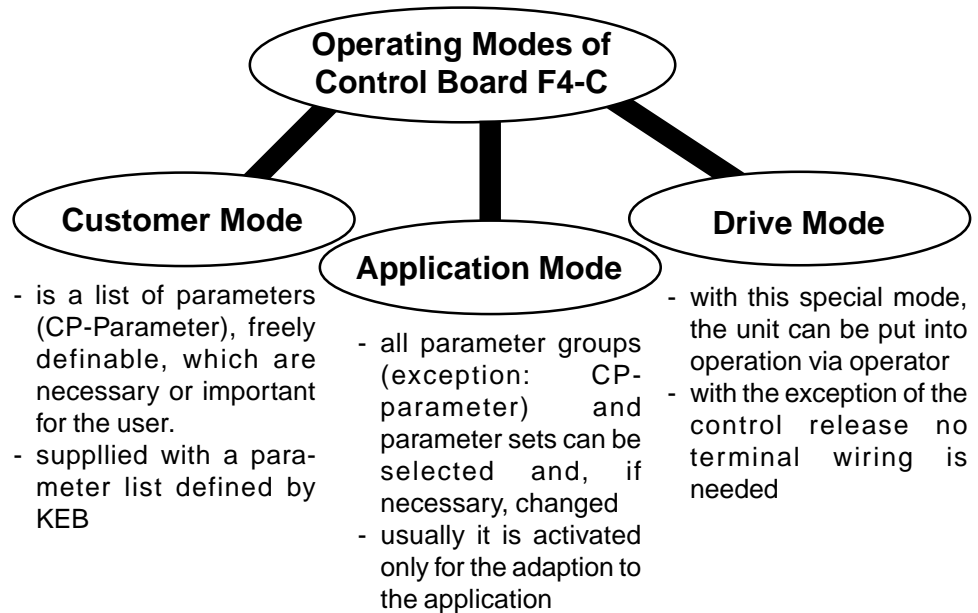 Operating Modes of
Control Board F4-C
Customer Mode
Application Mode
Drive Mode
- is a list of parameters
(CP-Parameter), freely
definable, which are
necessary or important
for the user.
- suppllied with a para-
meter list defined by
KEB
- all parameter groups
(exception: CP-
parameter) and
parameter sets can be
selected and, if
necessary, changed
- usually it is activated
only for the adaption to
the application
- with this special mode,
the unit can be put into
operation via operator
- with the exception of the
control release no
terminal wiring is
needed